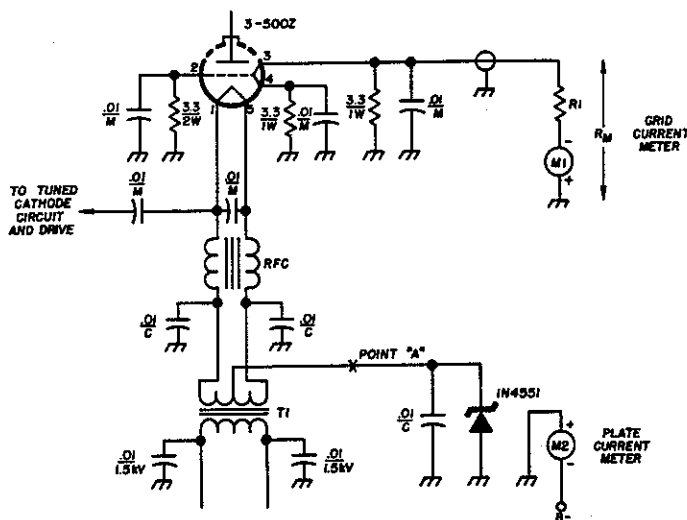 3-500Z
2
3
4
1
5
.01
M
3.3
2W
3.3
1W
.01
M
3.3
1W
.01
M
R1
RM
- 
M1
+
GRID
CURRENT
METER
TO TUNED
CATHODE
CIRCUIT
AND DRIVE
.01
M
.01
M
RFC
.01
C
.01
C
POINT "A"
T1
.01
C
1N4551
+
M2
-
PLATE
CURRENT
METER
B-
.01
1.5kV
.01
1.5kV